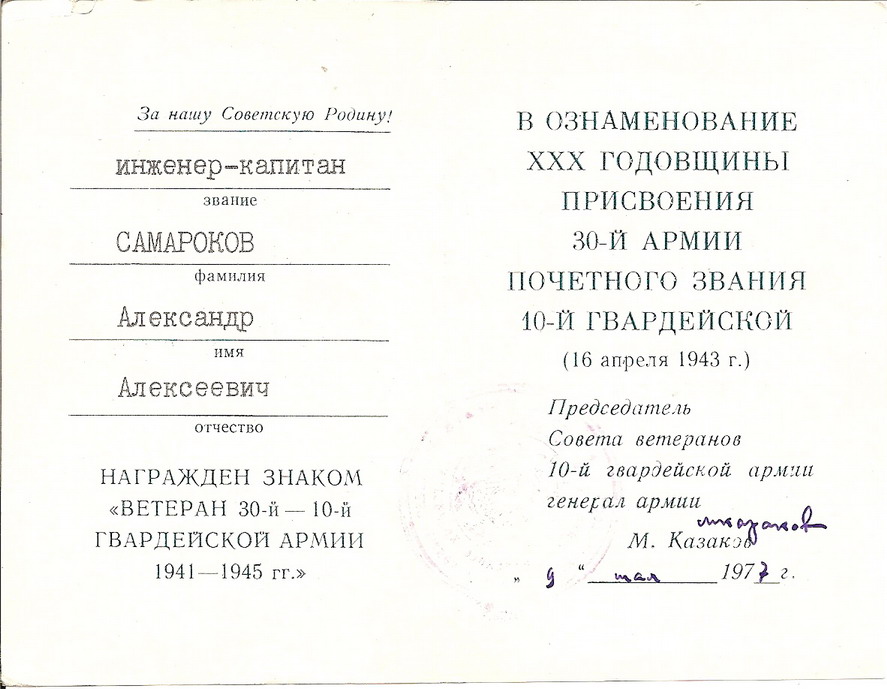 За нашу Советскую Родину!
инженер-капитан
звание
САМАРОКОВ
фамилия
Александр
имя
Алексеевич
отчество
НАГРАЖДЕН ЗНАКОМ
«ВЕТЕРАН 30-й — 10-й
ГВАРДЕЙСКОЙ АРМИИ
1941—1945 гг.»
В ОЗНАМЕНОВАНИЕ
XXX ГОДОВЩИНЫ
ПРИСВОЕНИЯ
30-Й АРМИИ
ПОЧЕТНОГО ЗВАНИЯ
10-Й ГВАРДЕЙСКОЙ
(16 апреля 1943 г.)
Председатель
Совета ветеранов
10-й гвардейской армии
генерал армии
М. Казаков
„ 9 “ мая 1977 г.